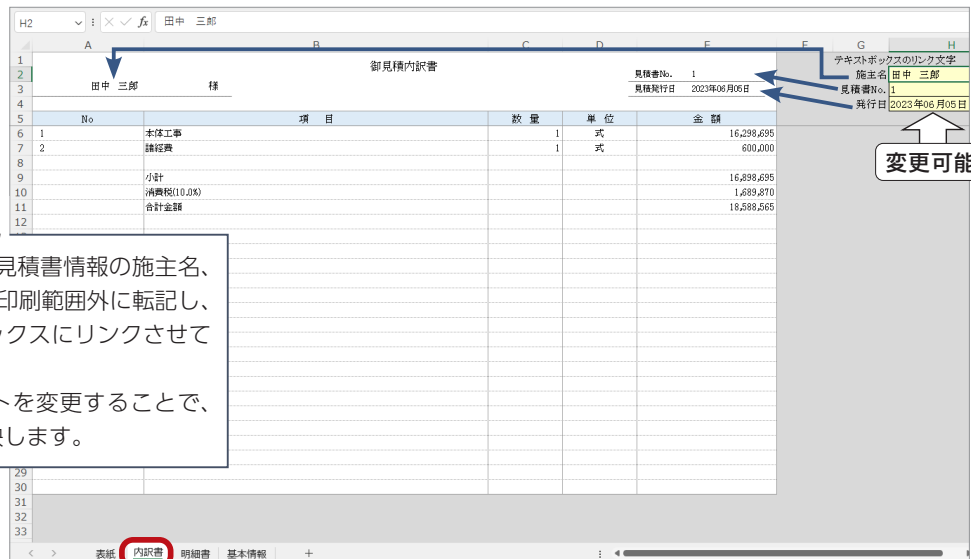 H2
fx 田中　三郎
A B C D E F G H
1 御見積内訳書 テキストボックスのリンク文字
2 見積書No. 1 施主名 田中　三郎
3 田中　三郎 様 見積発行日 2023年06月05日 見積書No. 1
4 発行日 2023年06月05日
5 No 項　目 数 量 単 位 金 額
6 1 本体工事 1 式 16,298,695
7 2 諸経費 1 式 600,000
8
9 小計 16,898,695
10 消費税(10.0%) 1,689,870
11 合計金額 18,588,565
12
変更可能
見積書情報の施主名、
印刷範囲外に転記し、
ックスにリンクさせて
トを変更することで、
映します。
29
30
31
32
33
表紙 内訳書 明細書 基本情報 +